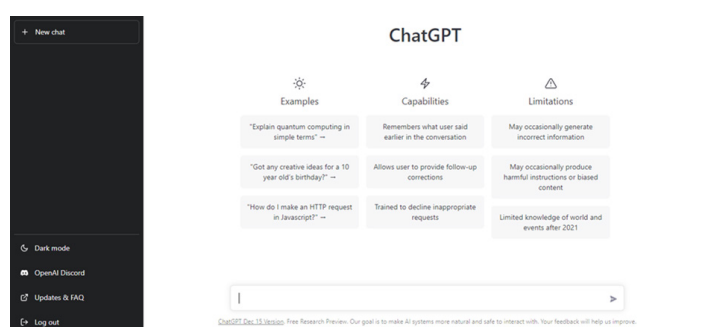 + New chat
Dark mode
OpenAI Discord
Updates & FAQ
Log out
ChatGPT
Examples
"Explain quantum computing in
simple terms" →
"Got any creative ideas for a 10
year old's birthday?" →
"How do I make an HTTP request
in Javascript?" →
Capabilities
Remembers what user said
earlier in the conversation
Allows user to provide follow-up
corrections
Trained to decline inappropriate
requests
Limitations
May occasionally generate
incorrect information
May occasionally produce
harmful instructions or biased
content
Limited knowledge of world and
events after 2021
ChatGPT Dec 15 Version. Free Research Preview. Our goal is to make AI systems more natural and safe to interact with. Your feedback will help us improve.